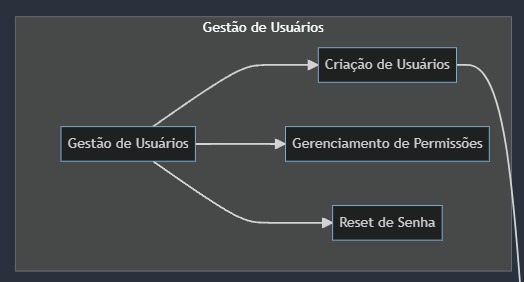 Gestão de Usuários
Criação de Usuários
Gestão de Usuários
Gerenciamento de Permissões
Reset de Senha